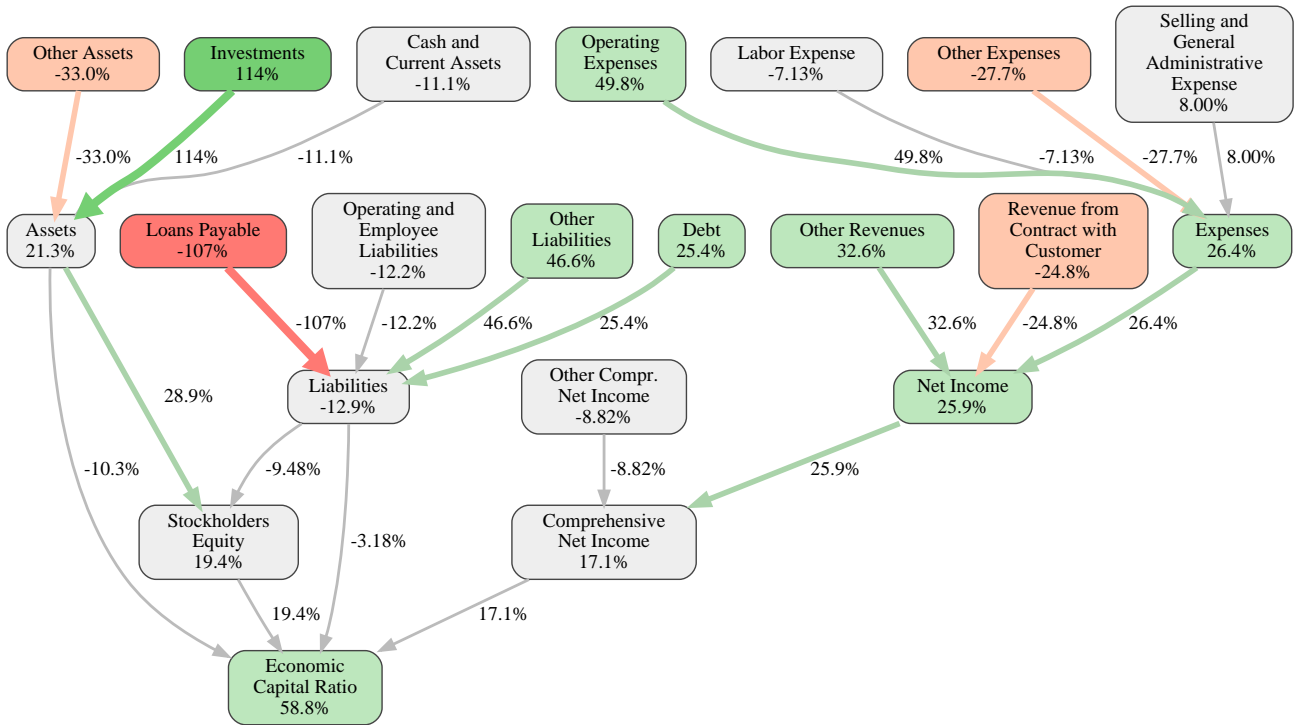 Other Assets
-33.0%
Investments
114%
Cash and
Current Assets
-11.1%
Operating
Expenses
49.8%
Labor Expense
-7.13%
Other Expenses
-27.7%
Selling and
General
Administrative
Expense
8.00%
-33.0%
114%
-11.1%
49.8%
-7.13%
-27.7%
8.00%
Assets
21.3%
Loans Payable
-107%
Operating and
Employee
Liabilities
-12.2%
Other
Liabilities
46.6%
Debt
25.4%
Other Revenues
32.6%
Revenue from
Contract with
Customer
-24.8%
Expenses
26.4%
-107%
-12.2%
46.6%
25.4%
32.6%
-24.8%
26.4%
28.9%
Liabilities
-12.9%
Other Compr.
Net Income
-8.82%
Net Income
25.9%
-10.3%
-9.48%
-8.82%
25.9%
Stockholders
Equity
19.4%
-3.18%
Comprehensive
Net Income
17.1%
19.4%
17.1%
Economic
Capital Ratio
58.8%